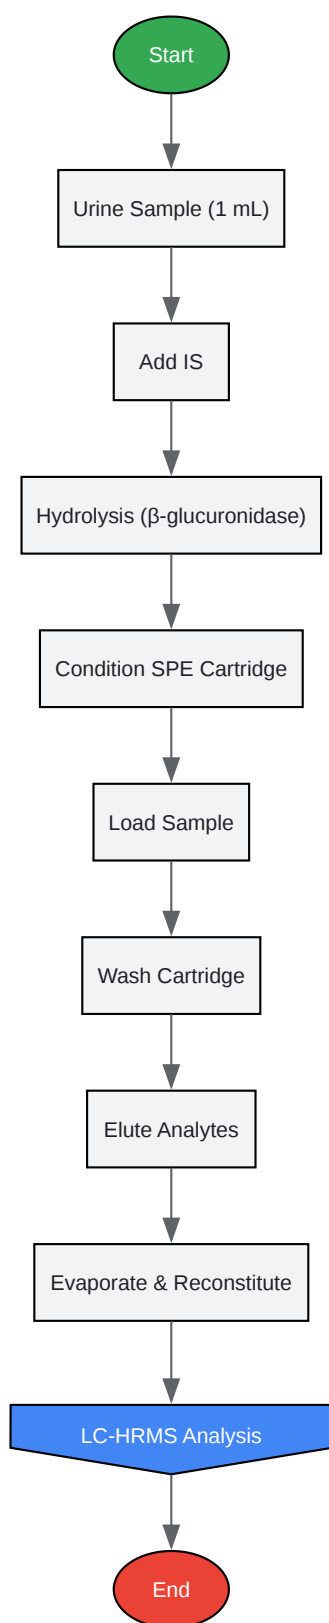 Start
Urine Sample (1 mL)
Add IS
Hydrolysis (β-glucuronidase)
Condition SPE Cartridge
Load Sample
Wash Cartridge
Elute Analytes
Evaporate & Reconstitute
LC-HRMS Analysis
End